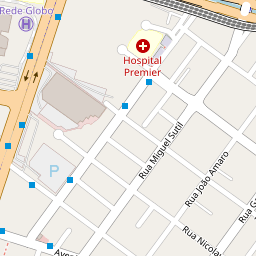 Rede Globo
H
Hospital
Premier
Rua Miguel Sutil
Rua João Amaro
P
Rua Nicolau